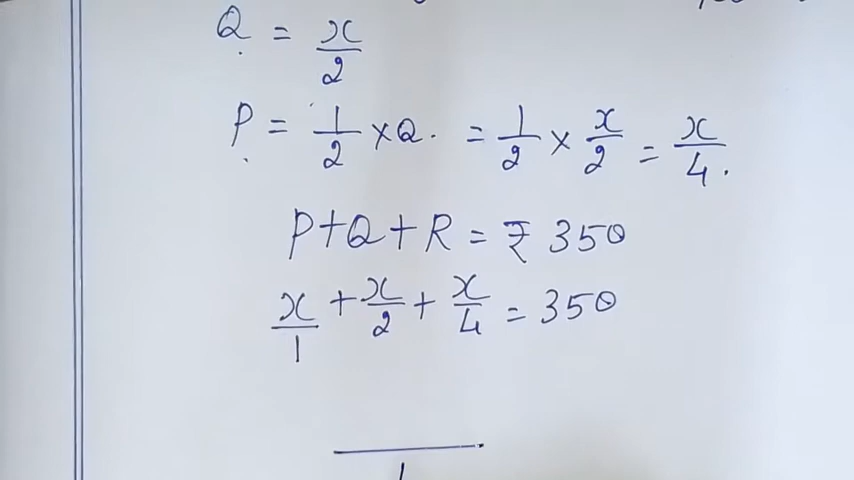 Q = x/2
P = 1/2 × Q. = 1/2 × x/2 = x/4.
P + Q + R = ₹ 350
x/1 + x/2 + x/4 = 350